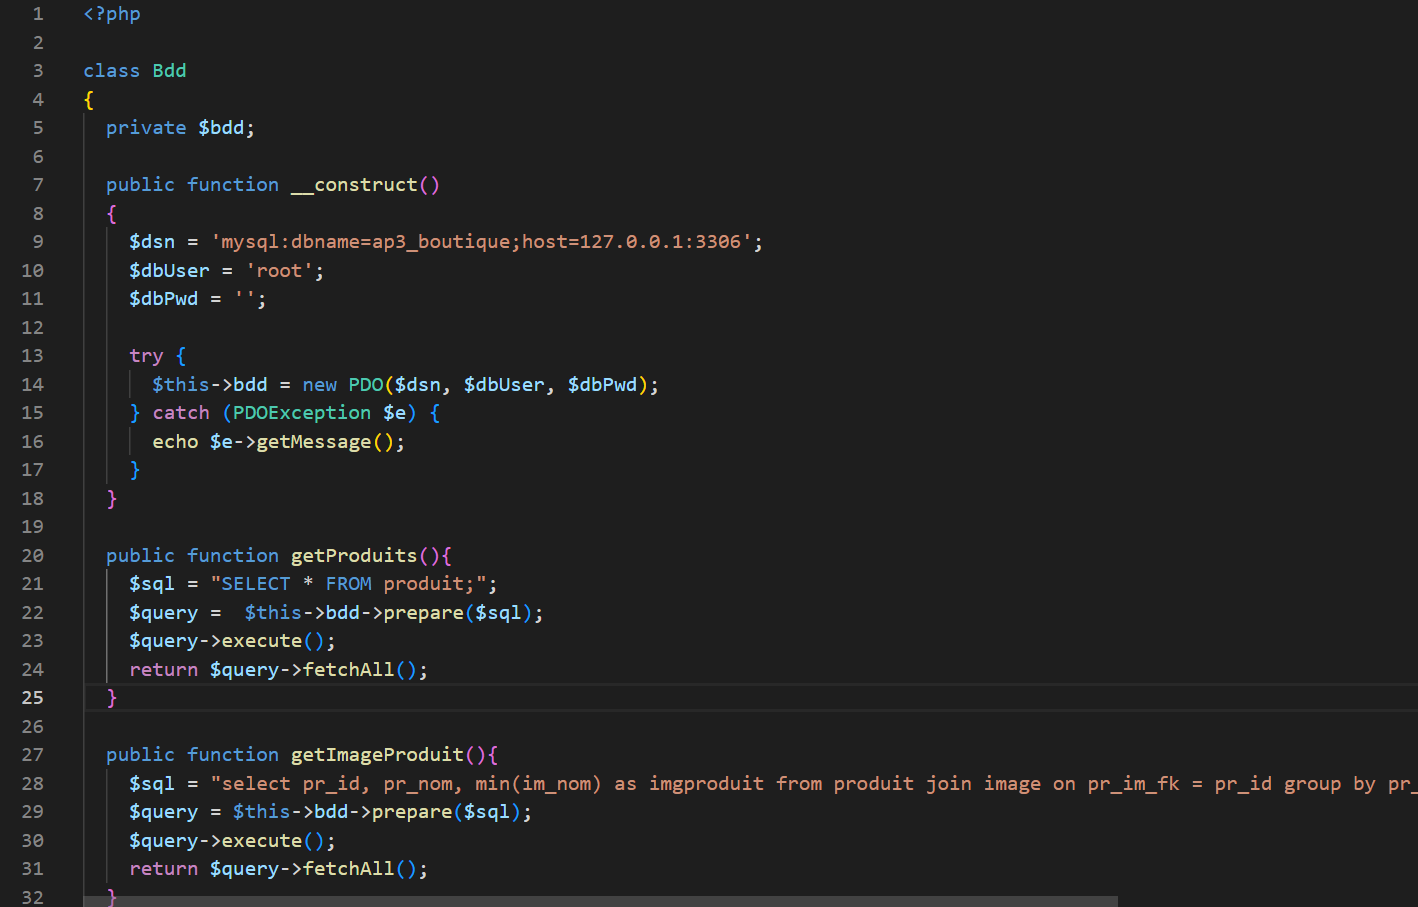 1 <?php
2
3 class Bdd
4 {
5 private $bdd;
6
7 public function __construct()
8 {
9 $dsn = 'mysql:dbname=ap3_boutique;host=127.0.0.1:3306';
10 $dbUser = 'root';
11 $dbPwd = '';
12
13 try {
14 $this->bdd = new PDO($dsn, $dbUser, $dbPwd);
15 } catch (PDOException $e) {
16 echo $e->getMessage();
17 }
18 }
19
20 public function getProduits(){
21 $sql = "SELECT * FROM produit;";
22 $query =  $this->bdd->prepare($sql);
23 $query->execute();
24 return $query->fetchAll();
25 }
26
27 public function getImageProduit(){
28 $sql = "select pr_id, pr_nom, min(im_nom) as imgproduit from produit join image on pr_im_fk = pr_id group by pr_
29 $query = $this->bdd->prepare($sql);
30 $query->execute();
31 return $query->fetchAll();
32 }